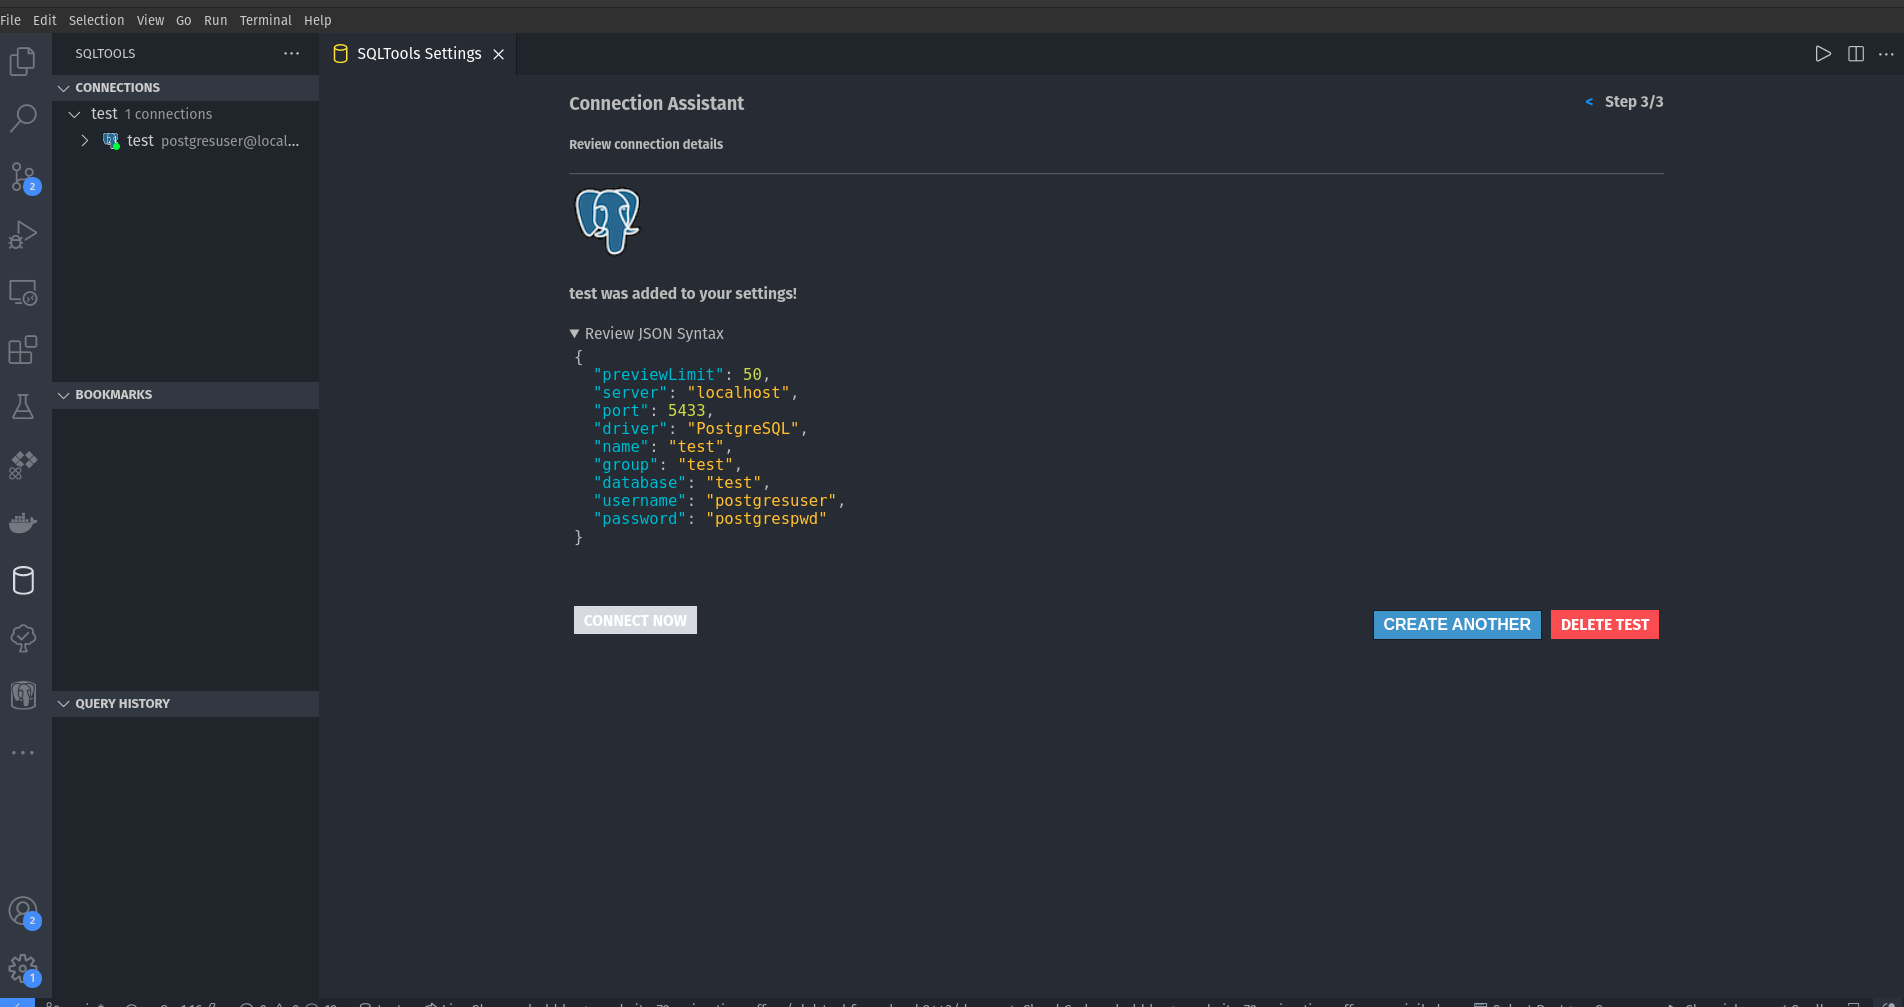 File Edit Selection View Go Run Terminal Help
SQLTOOLS ···
SQLTools Settings
CONNECTIONS
test 1 connections
test postgresuser@local...
2
BOOKMARKS
QUERY HISTORY
2
1
Connection Assistant
< Step 3/3
Review connection details
test was added to your settings!
Review JSON Syntax
{
"previewLimit": 50,
"server": "localhost",
"port": 5433,
"driver": "PostgreSQL",
"name": "test",
"group": "test",
"database": "test",
"username": "postgresuser",
"password": "postgrespwd"
}
CONNECT NOW
CREATE ANOTHER
DELETE TEST